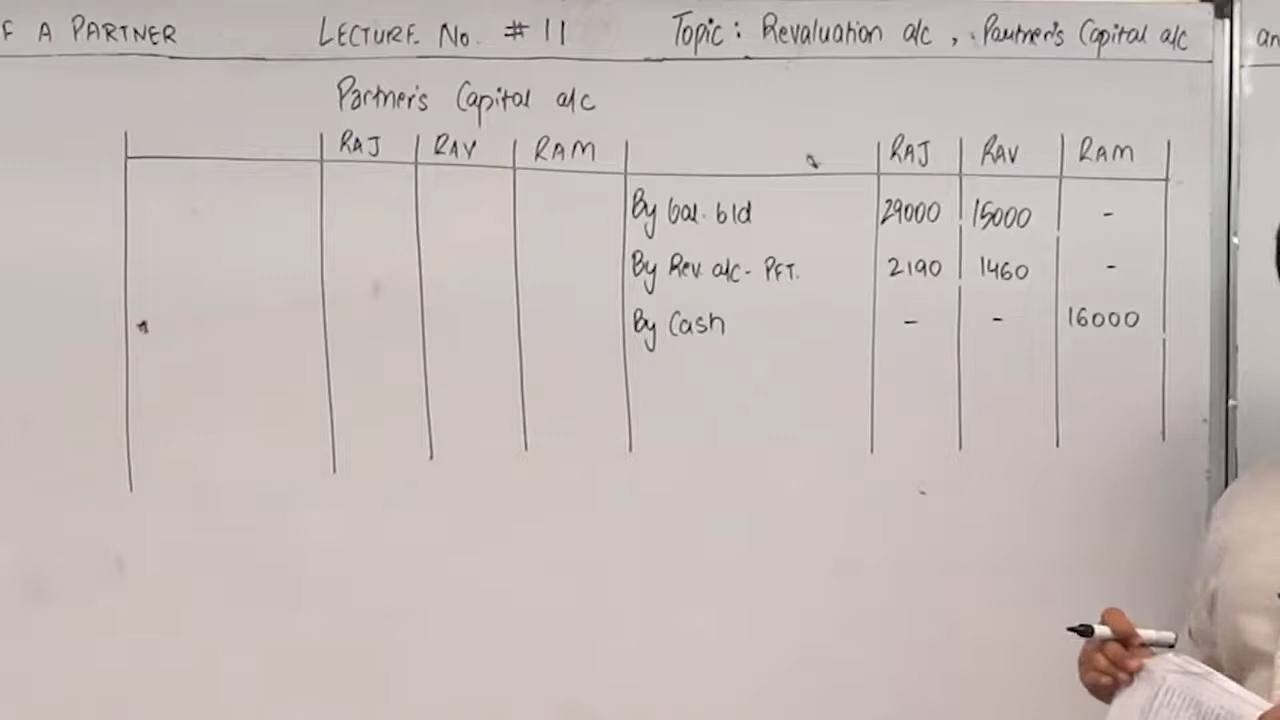 F A PARTNER LECTURE No. # 11 Topic: Revaluation a/c, Partner's Capital a/c an
Partner's Capital a/c
RAJ RAV RAM RAJ RAV RAM
By bal. b/d 29000 15000 -
By Rev. a/c - PFT. 2190 1460 -
By Cash - - 16000